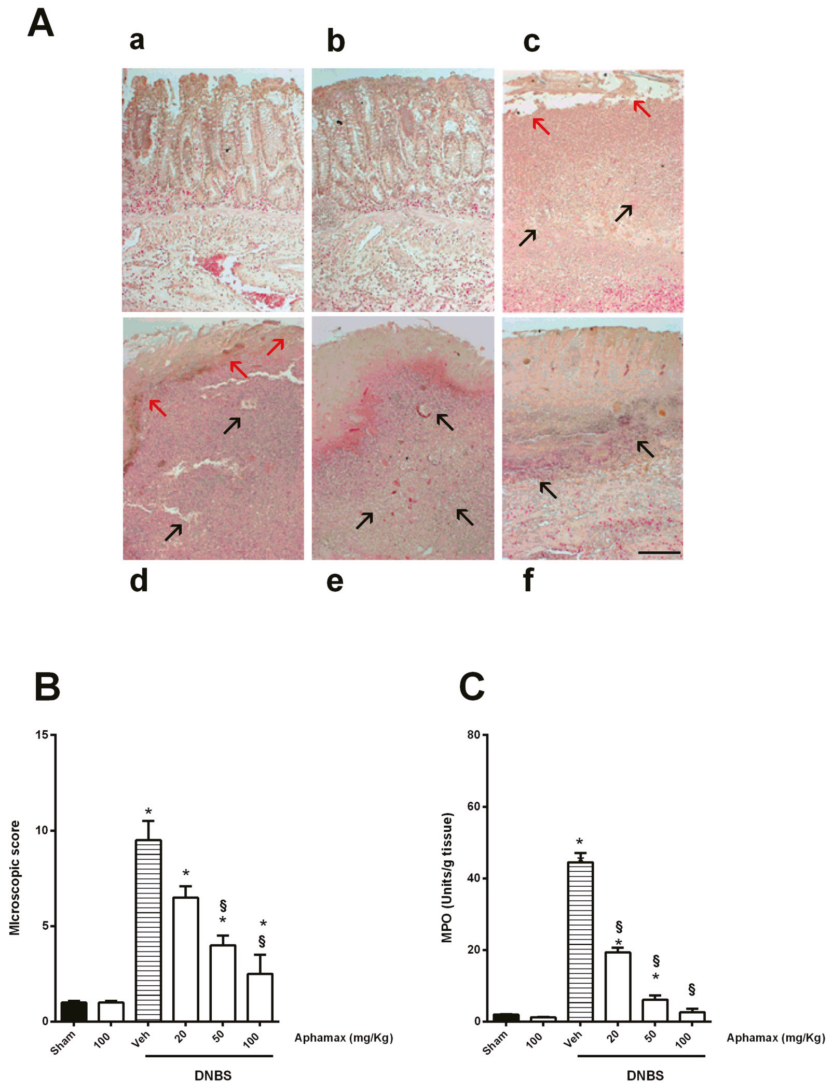 A
a b c
d e f
B
15
10
5
0
Microscopic score
*
*
§
*
*
§
Sham 100 Veh 20 50 100 Aphamax (mg/Kg)
DNBS
C
80
60
40
20
0
MPO (Units/g tissue)
*
*
§
*
§
*
§
Sham 100 Veh 20 50 100 Aphamax (mg/Kg)
DNBS